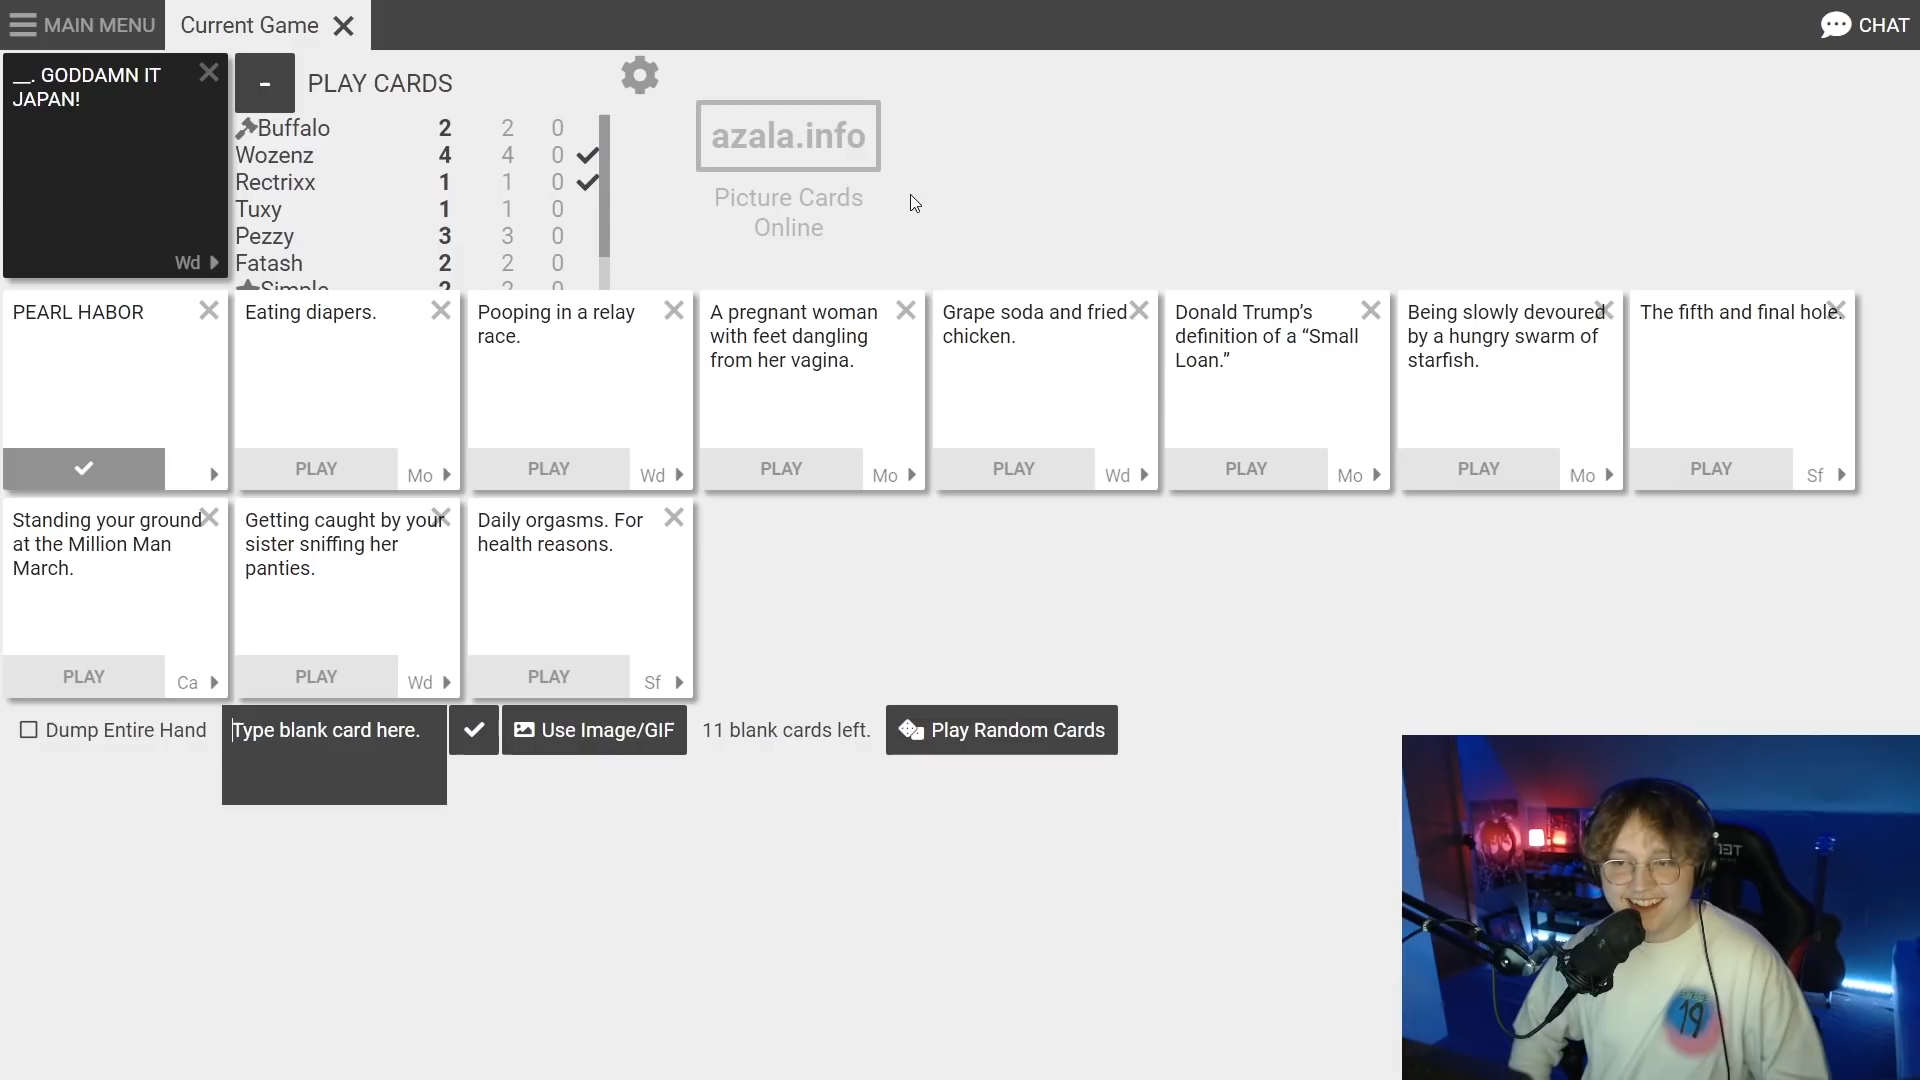 MAIN MENU
Current Game
CHAT
__. GODDAMN IT
JAPAN!
Wd
-
PLAY CARDS
Buffalo 2 2 0
Wozenz 4 4 0
Rectrixx 1 1 0
Tuxy 1 1 0
Pezzy 3 3 0
Fatash 2 2 0
Simple 2 2 0
azala.info
Picture Cards
Online
PEARL HABOR
Eating diapers.
PLAY
Mo
Pooping in a relay
race.
PLAY
Wd
A pregnant woman
with feet dangling
from her vagina.
PLAY
Mo
Grape soda and fried
chicken.
PLAY
Wd
Donald Trump’s
definition of a “Small
Loan.”
PLAY
Mo
Being slowly devoured
by a hungry swarm of
starfish.
PLAY
Mo
The fifth and final hole.
PLAY
Sf
Standing your ground
at the Million Man
March.
PLAY
Ca
Getting caught by your
sister sniffing her
panties.
PLAY
Wd
Daily orgasms. For
health reasons.
PLAY
Sf
Dump Entire Hand
Type blank card here.
Use Image/GIF
11 blank cards left.
Play Random Cards
19